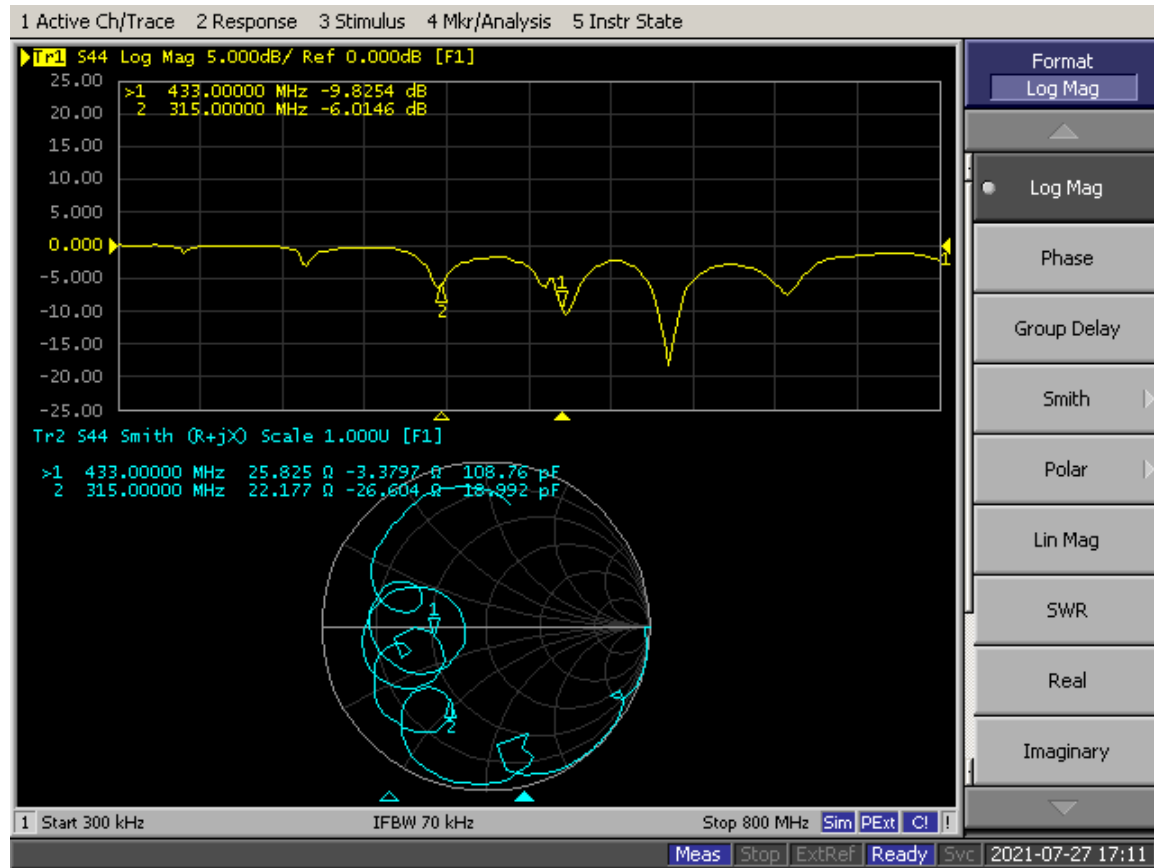 1 Active Ch/Trace 2 Response 3 Stimulus 4 Mkr/Analysis 5 Instr State
Tr1 S44 Log Mag 5.000dB/ Ref 0.000dB [F1]
25.00
>1 433.00000 MHz -9.8254 dB
2 315.00000 MHz -6.0146 dB
20.00
15.00
10.00
5.000
0.000
-5.000
-10.00
-15.00
-20.00
-25.00
1
2
1
Tr2 S44 Smith (R+jX) Scale 1.000U [F1]
>1 433.00000 MHz 25.825 Ω -3.3797 Ω 108.76 pF
2 315.00000 MHz 22.177 Ω -26.604 Ω 18.992 pF
1
2
1 Start 300 kHz IFBW 70 kHz Stop 800 MHz Sim PExt C! !
Meas Stop ExtRef Ready Svc 2021-07-27 17:11
Format
Log Mag
Log Mag
Phase
Group Delay
Smith
Polar
Lin Mag
SWR
Real
Imaginary